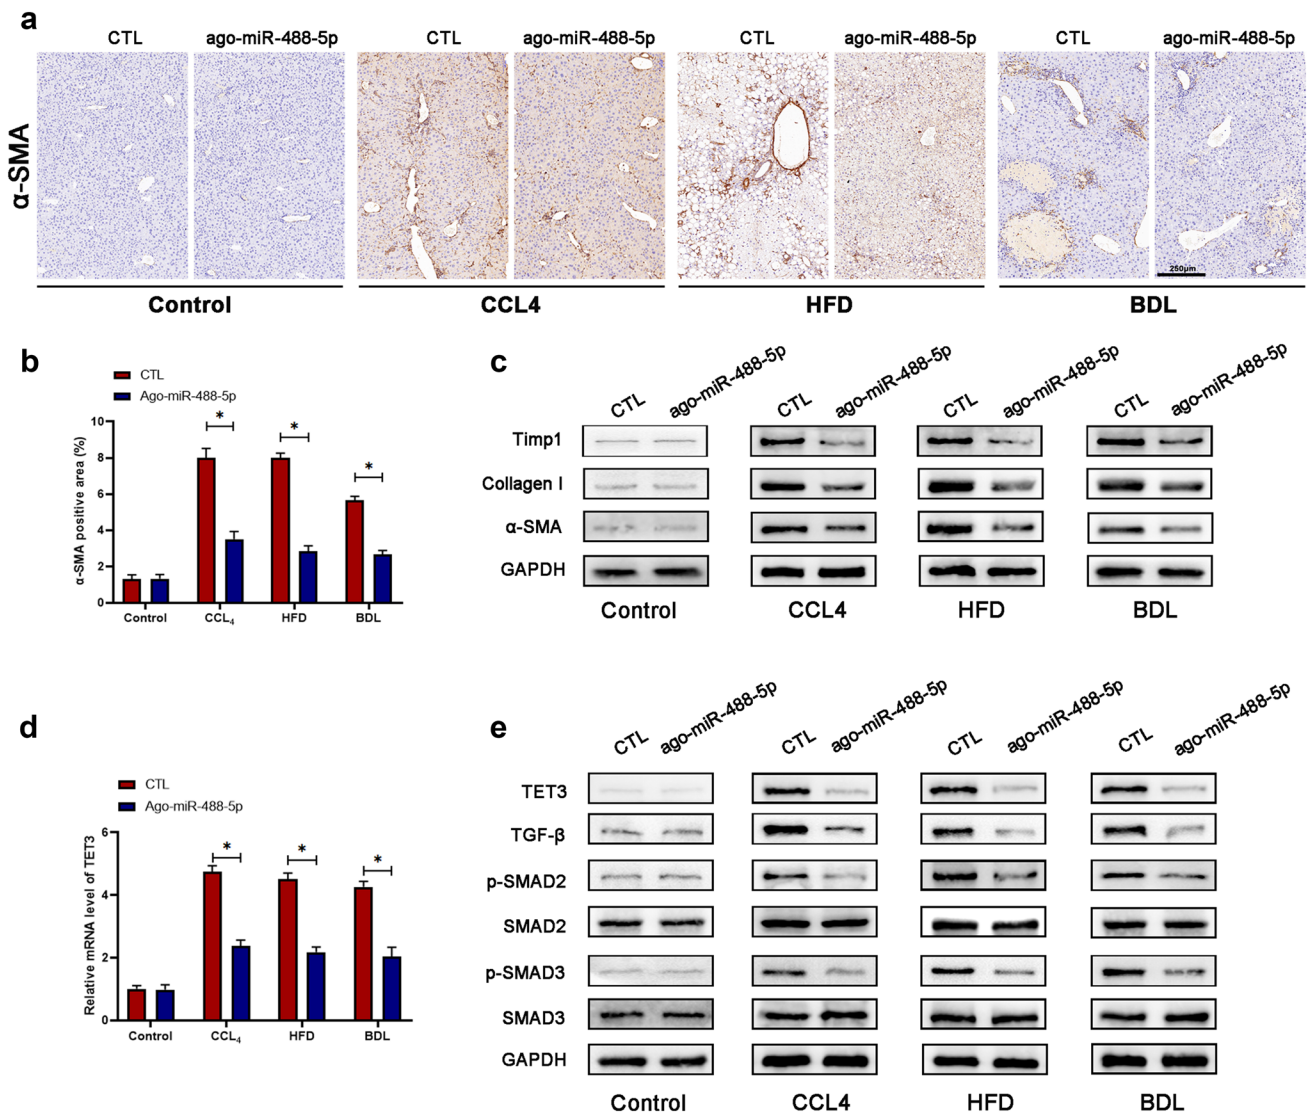 a
CTL ago-miR-488-5p CTL ago-miR-488-5p CTL ago-miR-488-5p CTL ago-miR-488-5p
α-SMA
250μm
Control CCL4 HFD BDL
b
CTL
Ago-miR-488-5p
α-SMA positive area (%)
10
8
6
4
2
0
* * *
Control CCL₄ HFD BDL
c
CTL ago-miR-488-5p CTL ago-miR-488-5p CTL ago-miR-488-5p CTL ago-miR-488-5p
Timp1
Collagen I
α-SMA
GAPDH
Control CCL4 HFD BDL
d
CTL
Ago-miR-488-5p
Relative mRNA level of TET3
6
4
2
0
* * *
Control CCL₄ HFD BDL
e
CTL ago-miR-488-5p CTL ago-miR-488-5p CTL ago-miR-488-5p CTL ago-miR-488-5p
TET3
TGF-β
p-SMAD2
SMAD2
p-SMAD3
SMAD3
GAPDH
Control CCL4 HFD BDL